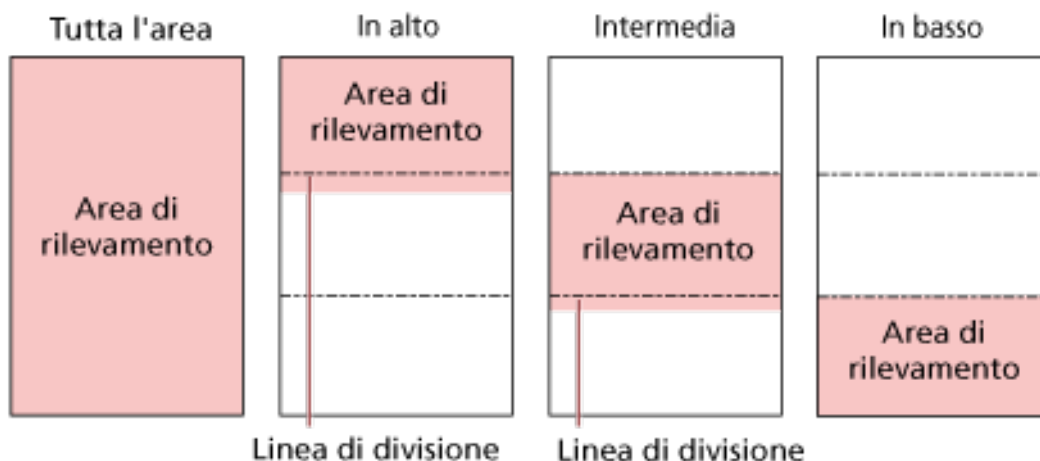 Tutta l'area
In alto
Intermedia
In basso
Area di
rilevamento
Area di
rilevamento
Area di
rilevamento
Area di
rilevamento
Linea di divisione
Linea di divisione